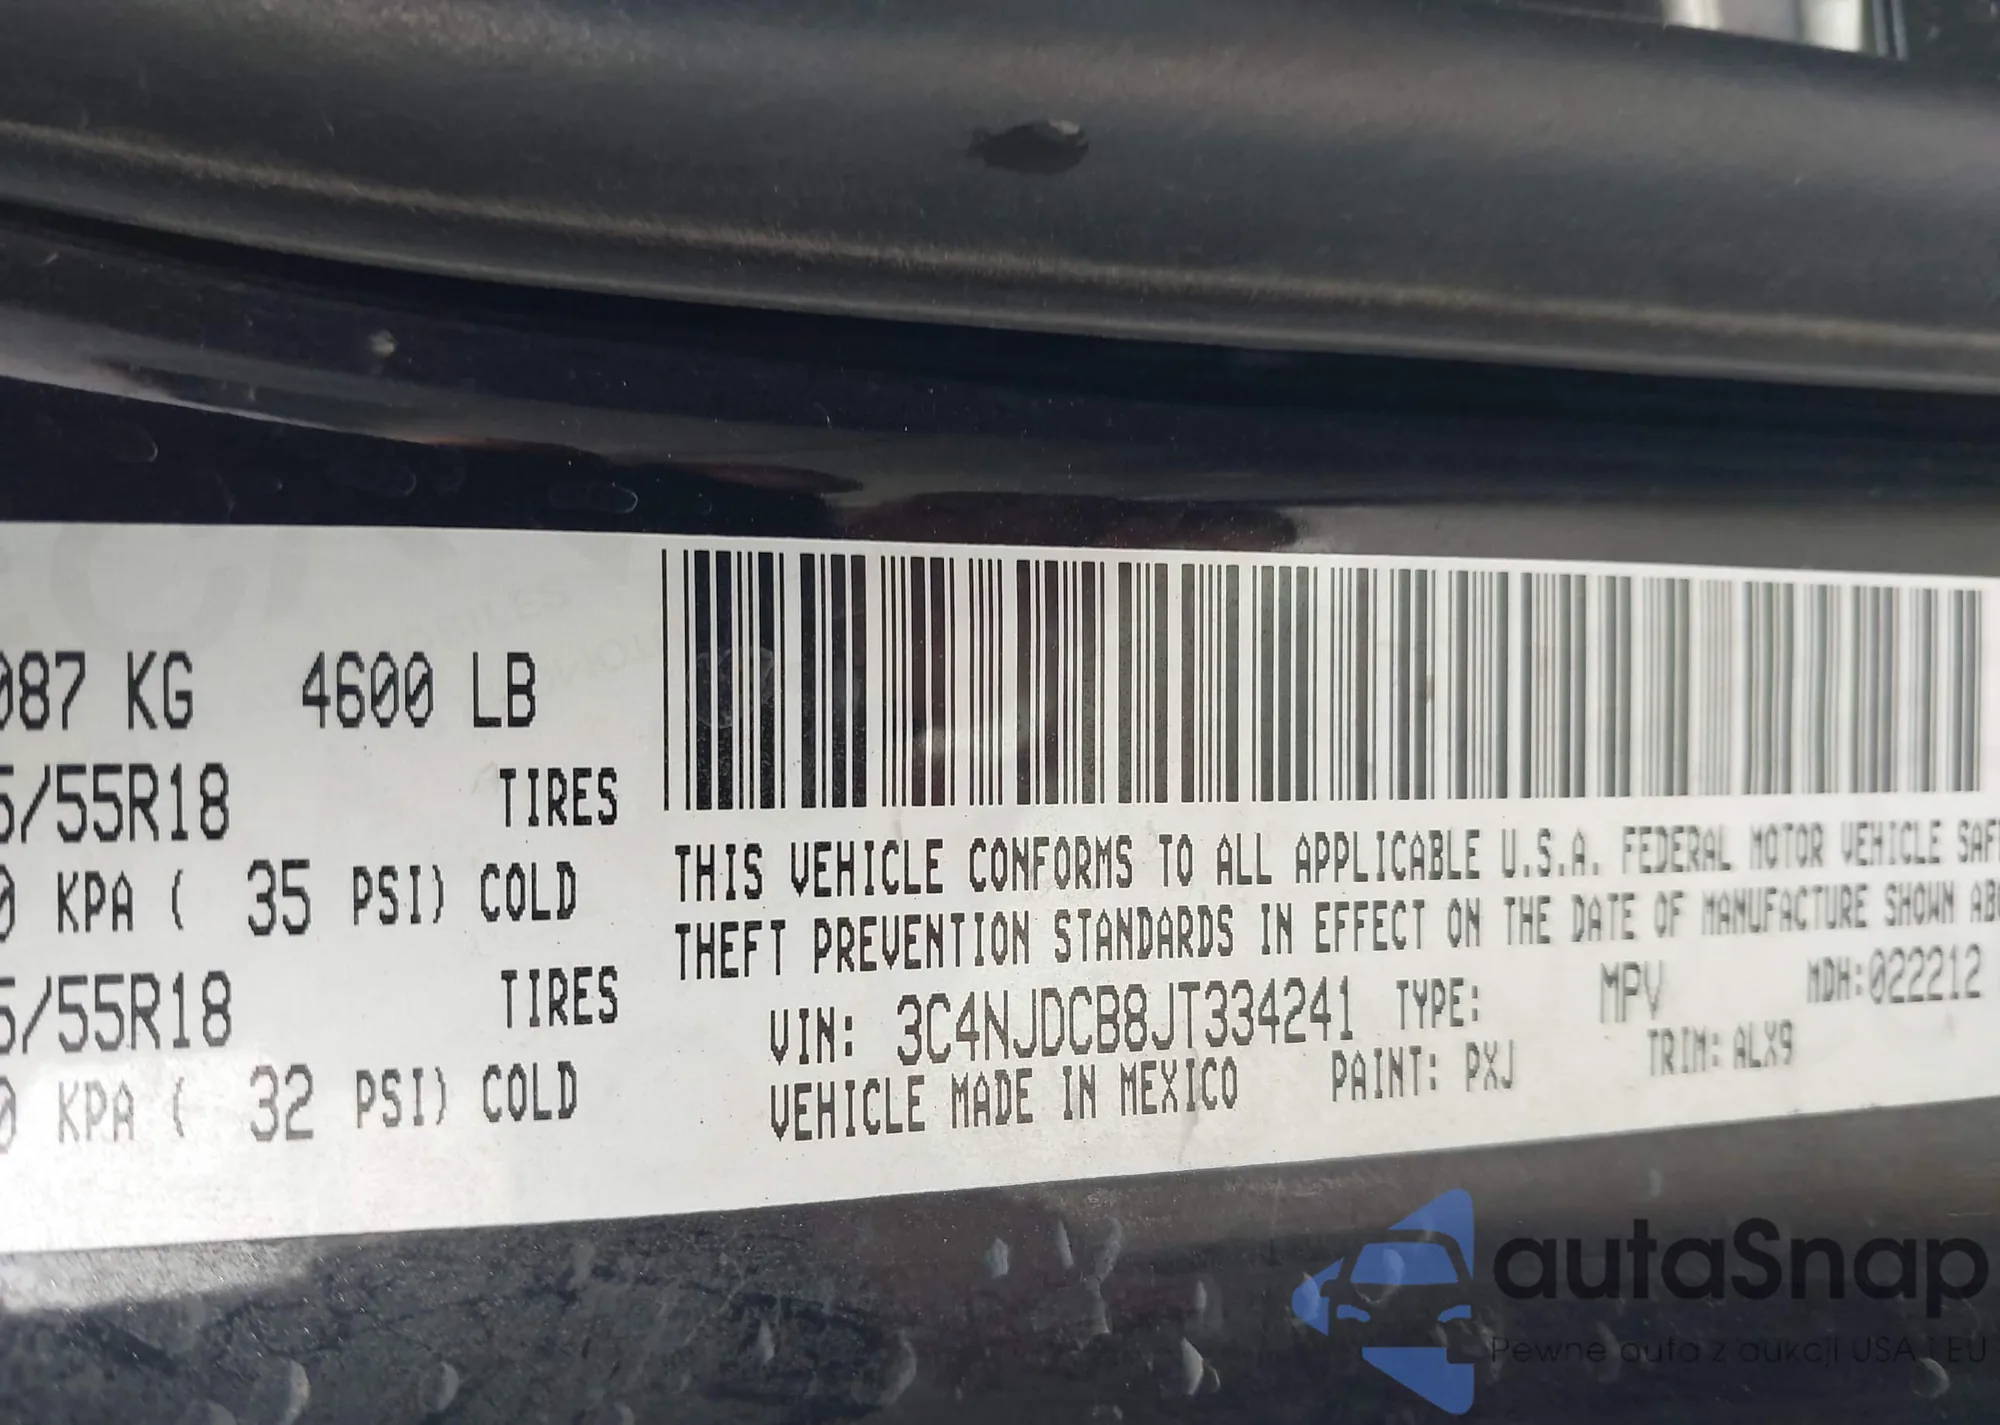 087 KG 4600 LB
5/55R18 TIRES
0 KPA ( 35 PSI) COLD
5/55R18 TIRES
0 KPA ( 32 PSI) COLD
THIS VEHICLE CONFORMS TO ALL APPLICABLE U.S.A. FEDERAL MOTOR VEHICLE SAFE
THEFT PREVENTION STANDARDS IN EFFECT ON THE DATE OF MANUFACTURE SHOWN ABO
VIN: 3C4NJDCB8JT334241 TYPE: MPV MDH:022212
VEHICLE MADE IN MEXICO PAINT: PXJ TRIM: ALX9
autaSnap
Pewne auta z aukcji USA i EU